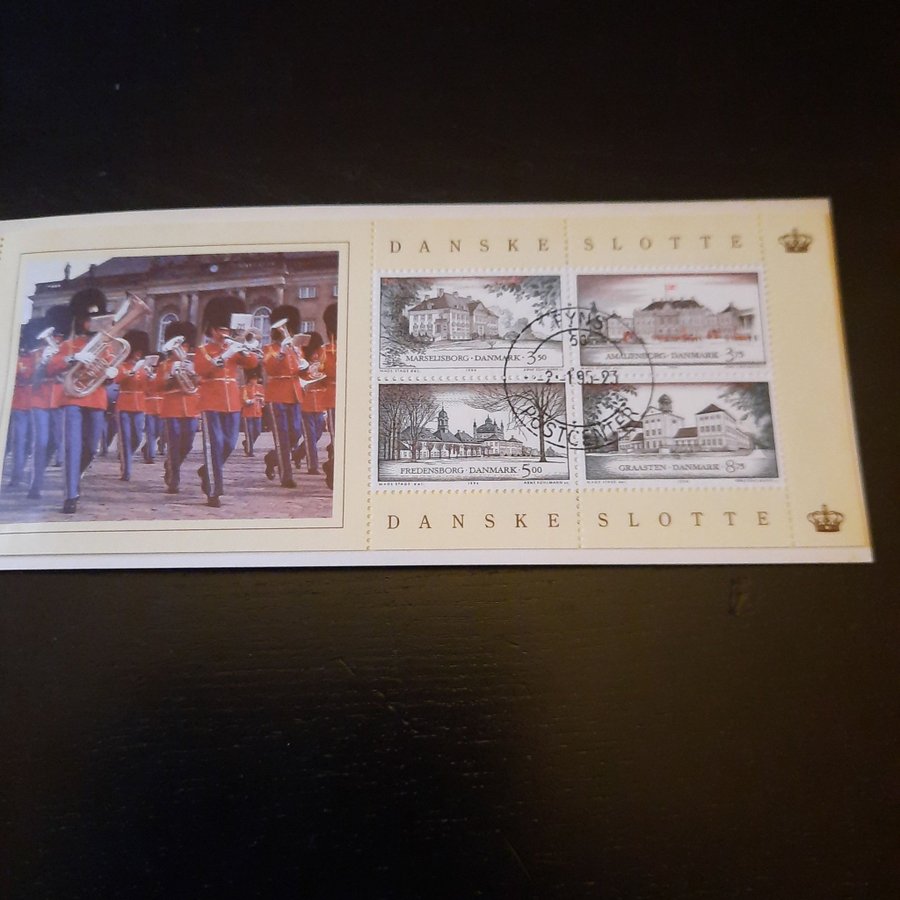 DANSKE SLOTTE
MARSELISBORG · DANMARK · 3 50
AMALIENBORG · DANMARK 3 75
FREDENSBORG · DANMARK · 5 00
GRAASTEN · DANMARK · 8 75
1994
POSTCENTER
DANSKE SLOTTE